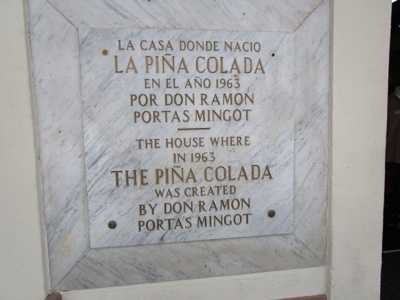 LA CASA DONDE NACIO
LA PIÑA COLADA
EN EL AÑO 1963
POR DON RAMON
PORTAS MINGOT
THE HOUSE WHERE
IN 1963
THE PIÑA COLADA
WAS CREATED
BY DON RAMON
PORTAS MINGOT